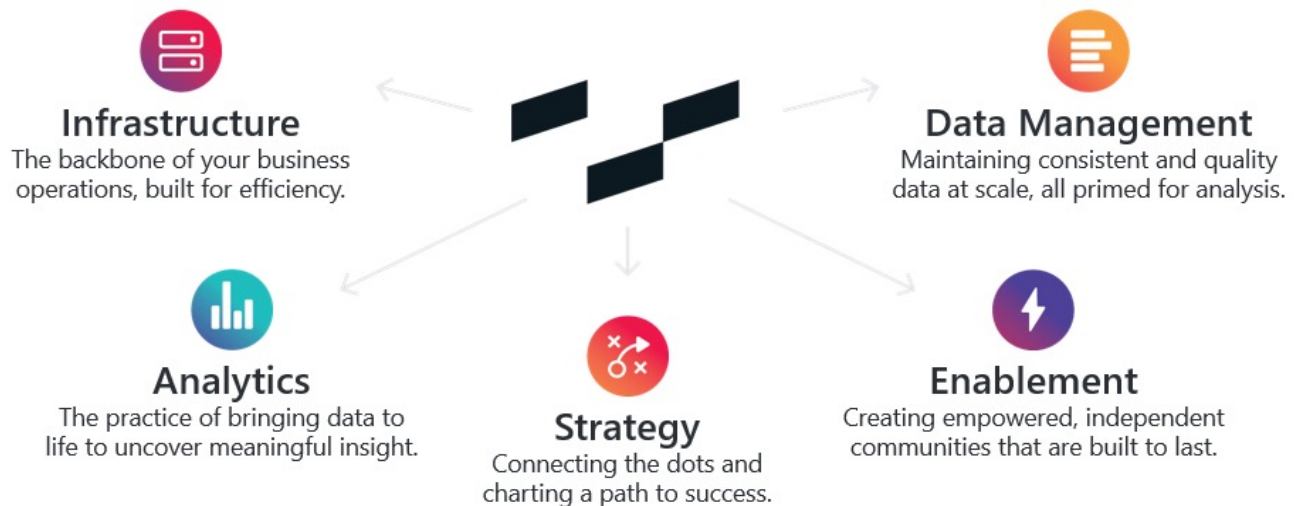 Infrastructure
The backbone of your business
operations, built for efficiency.
Data Management
Maintaining consistent and quality
data at scale, all primed for analysis.
Analytics
The practice of bringing data to
life to uncover meaningful insight.
Strategy
Connecting the dots and
charting a path to success.
Enablement
Creating empowered, independent
communities that are built to last.